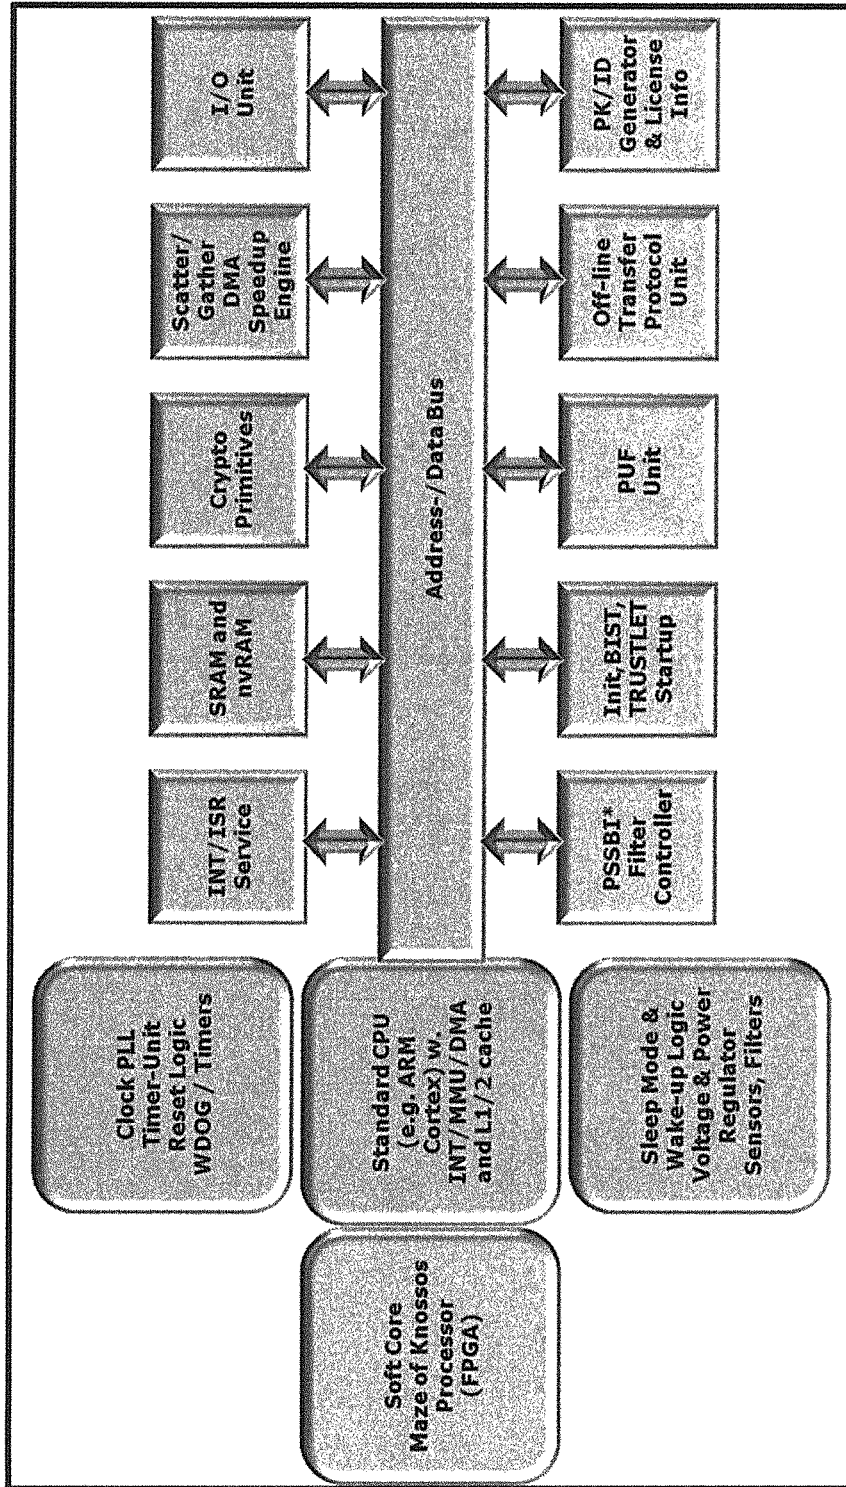 Clock PLL
Timer-Unit
Reset Logic
WDOG / Timers
INT/ISR
Service
SRAM and
nvRAM
Crypto
Primitives
Scatter/
Gather
DMA
Speedup
Engine
I/O
Unit
Soft Core
Maze of Knossos
Processor
(FPGA)
Standard CPU
(e.g. ARM
Cortex) w.
INT/MMU/DMA
and L1/2 cache
Address-/Data Bus
Sleep Mode &
Wake-up Logic
Voltage & Power
Regulator
Sensors, Filters
PSSBI*
Filter
Controller
Init,BIST,
TRUSTLET
Startup
PUF
Unit
Off-line
Transfer
Protocol
Unit
PK/ID
Generator
& License
Info